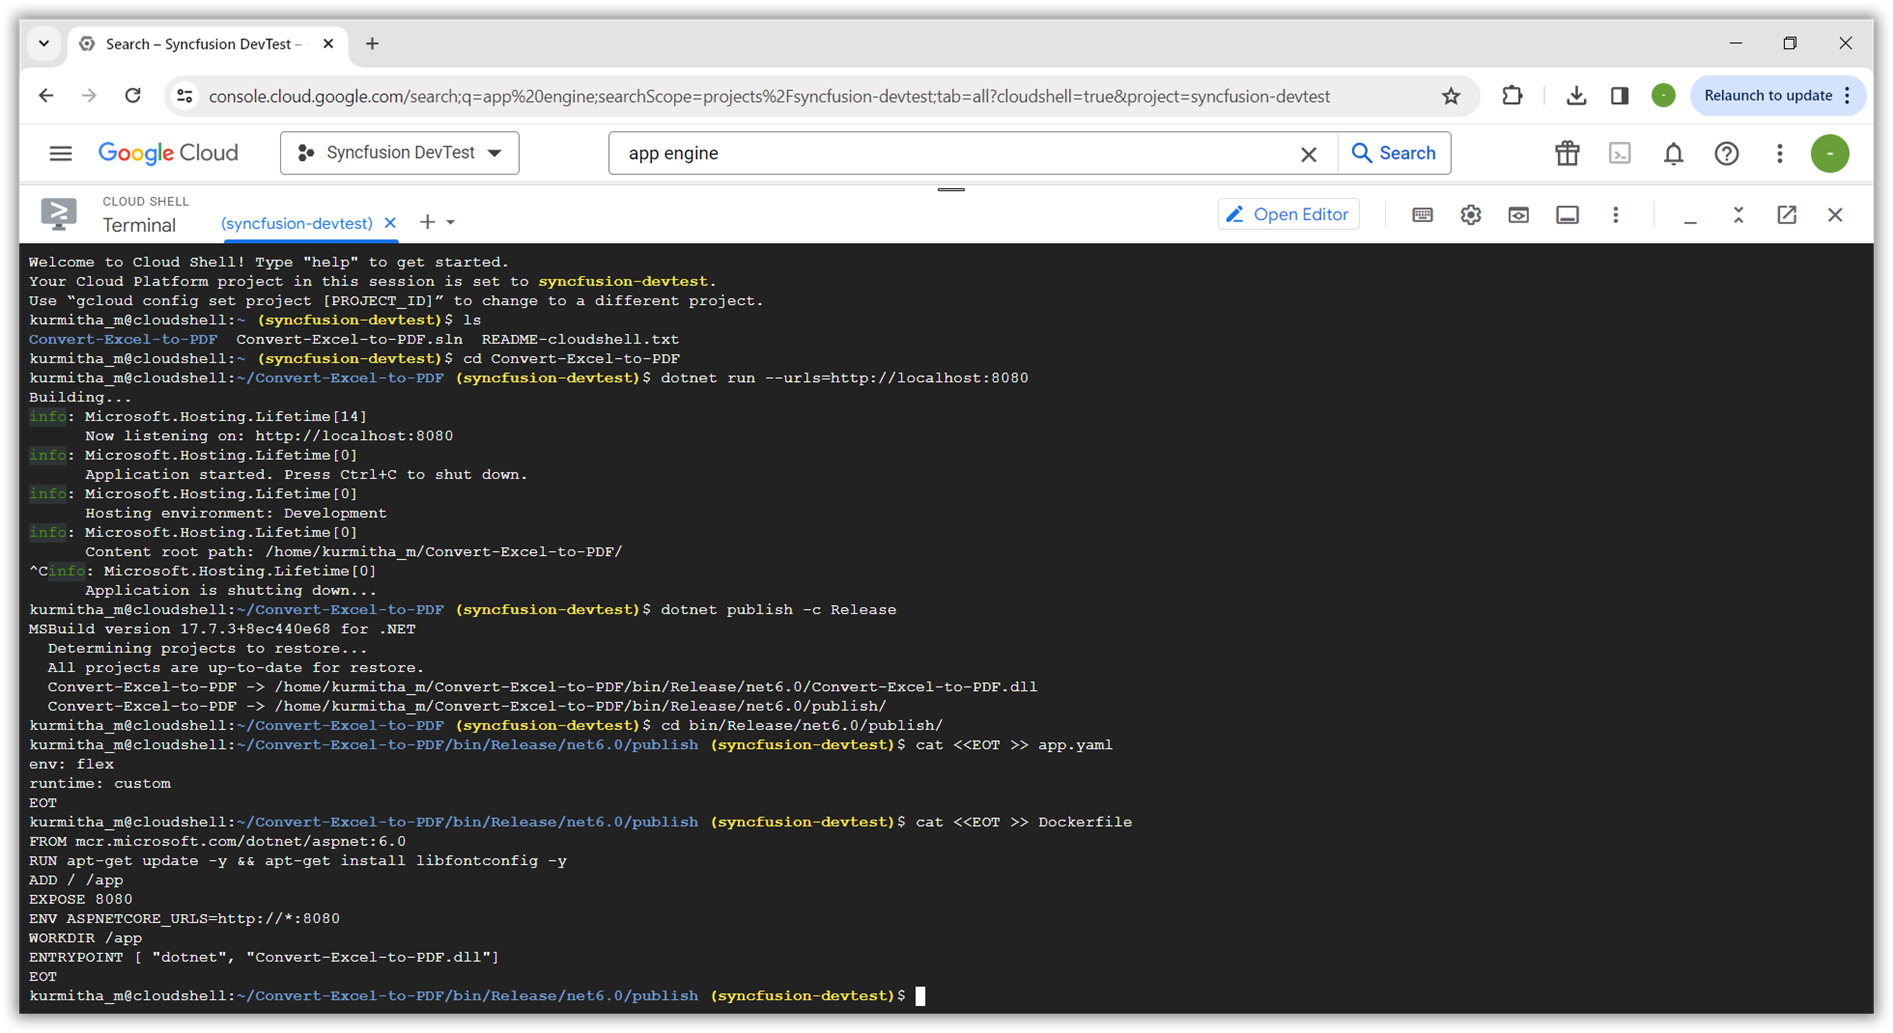 Search – Syncfusion DevTest –
console.cloud.google.com/search;q=app%20engine;searchScope=projects%2Fsyncfusion-devtest;tab=all?cloudshell=true&project=syncfusion-devtest
Relaunch to update
Google Cloud
Syncfusion DevTest
app engine
Search
CLOUD SHELL
Terminal
(syncfusion-devtest)
Open Editor
Welcome to Cloud Shell! Type "help" to get started.
Your Cloud Platform project in this session is set to syncfusion-devtest.
Use “gcloud config set project [PROJECT_ID]” to change to a different project.
kurmitha_m@cloudshell:~ (syncfusion-devtest)$ ls
Convert-Excel-to-PDF  Convert-Excel-to-PDF.sln  README-cloudshell.txt
kurmitha_m@cloudshell:~ (syncfusion-devtest)$ cd Convert-Excel-to-PDF
kurmitha_m@cloudshell:~/Convert-Excel-to-PDF (syncfusion-devtest)$ dotnet run --urls=http://localhost:8080
Building...
info: Microsoft.Hosting.Lifetime[14]
      Now listening on: http://localhost:8080
info: Microsoft.Hosting.Lifetime[0]
      Application started. Press Ctrl+C to shut down.
info: Microsoft.Hosting.Lifetime[0]
      Hosting environment: Development
info: Microsoft.Hosting.Lifetime[0]
      Content root path: /home/kurmitha_m/Convert-Excel-to-PDF/
^Cinfo: Microsoft.Hosting.Lifetime[0]
      Application is shutting down...
kurmitha_m@cloudshell:~/Convert-Excel-to-PDF (syncfusion-devtest)$ dotnet publish -c Release
MSBuild version 17.7.3+8ec440e68 for .NET
  Determining projects to restore...
  All projects are up-to-date for restore.
  Convert-Excel-to-PDF -> /home/kurmitha_m/Convert-Excel-to-PDF/bin/Release/net6.0/Convert-Excel-to-PDF.dll
  Convert-Excel-to-PDF -> /home/kurmitha_m/Convert-Excel-to-PDF/bin/Release/net6.0/publish/
kurmitha_m@cloudshell:~/Convert-Excel-to-PDF (syncfusion-devtest)$ cd bin/Release/net6.0/publish/
kurmitha_m@cloudshell:~/Convert-Excel-to-PDF/bin/Release/net6.0/publish (syncfusion-devtest)$ cat <<EOT >> app.yaml
env: flex
runtime: custom
EOT
kurmitha_m@cloudshell:~/Convert-Excel-to-PDF/bin/Release/net6.0/publish (syncfusion-devtest)$ cat <<EOT >> Dockerfile
FROM mcr.microsoft.com/dotnet/aspnet:6.0
RUN apt-get update -y && apt-get install libfontconfig -y
ADD / /app
EXPOSE 8080
ENV ASPNETCORE_URLS=http://*:8080
WORKDIR /app
ENTRYPOINT [ "dotnet", "Convert-Excel-to-PDF.dll"]
EOT
kurmitha_m@cloudshell:~/Convert-Excel-to-PDF/bin/Release/net6.0/publish (syncfusion-devtest)$